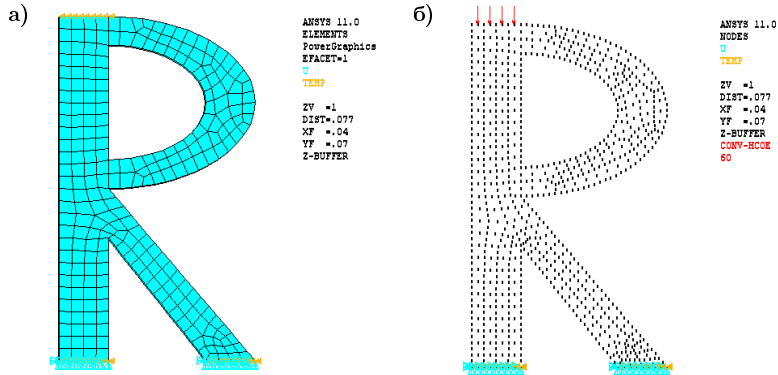 а)
ANSYS 11.0
ELEMENTS
PowerGraphics
EFACET=1
U
TEMP
ZV =1
DIST=.077
XF =.04
YF =.07
Z-BUFFER
б)
ANSYS 11.0
NODES
U
TEMP
ZV =1
DIST=.077
XF =.04
YF =.07
Z-BUFFER
CONV-HCOE
60